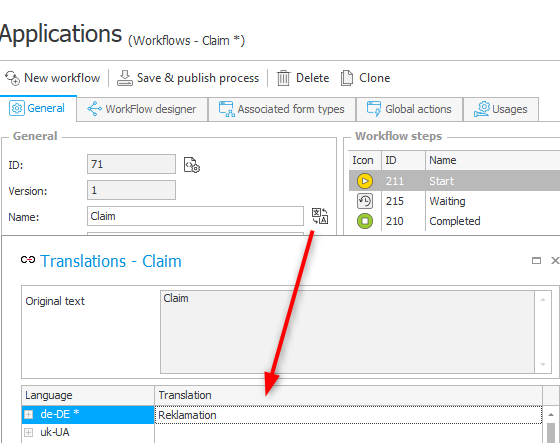 Applications (Workflows - Claim *)
New workflow Save & publish process Delete Clone
General WorkFlow designer Associated form types Global actions Usages
General
ID: 71
Version: 1
Name: Claim
Workflow steps
Icon ID Name
211 Start
215 Waiting
210 Completed
Translations - Claim
Original text Claim
Language Translation
de-DE * Reklamation
uk-UA